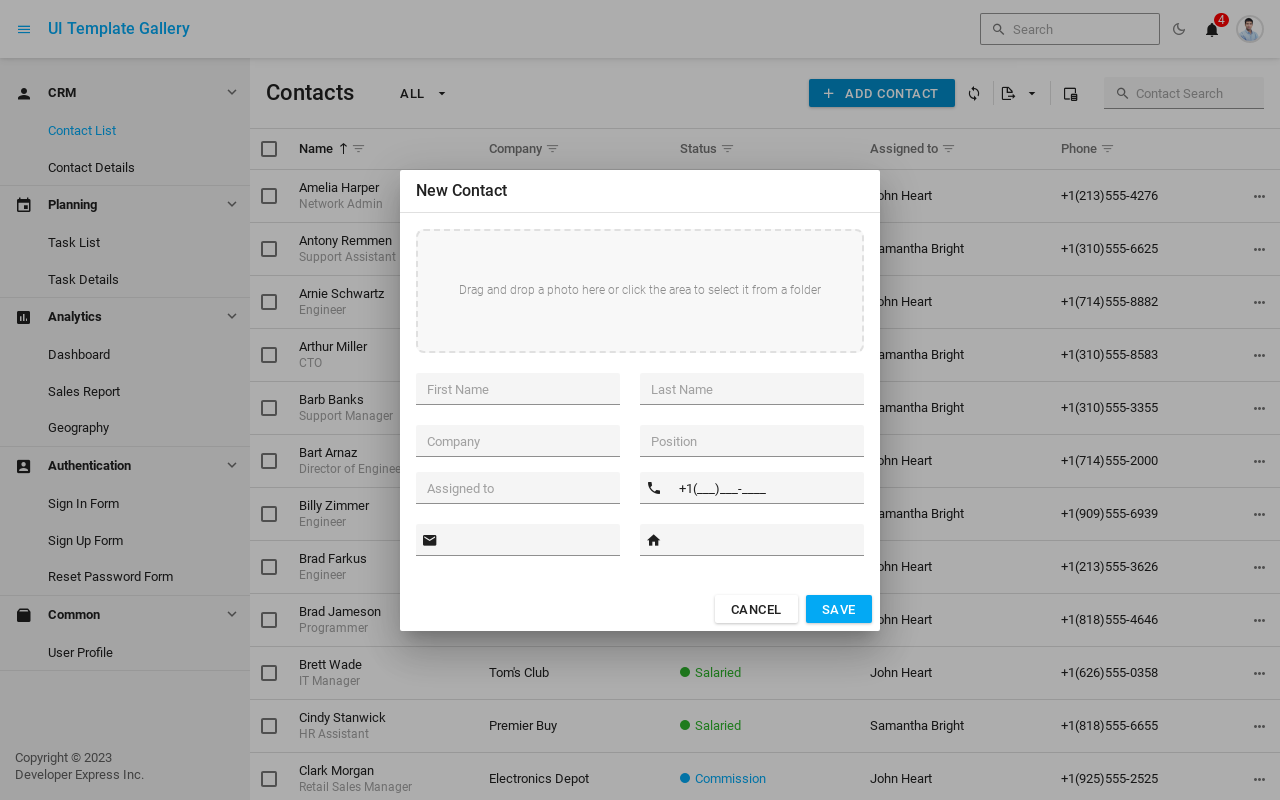 UI Template Gallery
Search
4
CRM
Contact List
Contact Details
Planning
Task List
Task Details
Analytics
Dashboard
Sales Report
Geography
Authentication
Sign In Form
Sign Up Form
Reset Password Form
Common
User Profile
Copyright © 2023
Developer Express Inc.
Contacts
ALL
ADD CONTACT
Contact Search
Name
Company
Status
Assigned to
Phone
Amelia Harper
Network Admin
John Heart
+1(213)555-4276
Antony Remmen
Support Assistant
Samantha Bright
+1(310)555-6625
Arnie Schwartz
Engineer
John Heart
+1(714)555-8882
Arthur Miller
CTO
Samantha Bright
+1(310)555-8583
Barb Banks
Support Manager
Samantha Bright
+1(310)555-3355
Bart Arnaz
Director of Enginee
John Heart
+1(714)555-2000
Billy Zimmer
Engineer
Samantha Bright
+1(909)555-6939
Brad Farkus
Engineer
John Heart
+1(213)555-3626
Brad Jameson
Programmer
John Heart
+1(818)555-4646
Brett Wade
IT Manager
Tom's Club
Salaried
John Heart
+1(626)555-0358
Cindy Stanwick
HR Assistant
Premier Buy
Salaried
Samantha Bright
+1(818)555-6655
Clark Morgan
Retail Sales Manager
Electronics Depot
Commission
John Heart
+1(925)555-2525
New Contact
Drag and drop a photo here or click the area to select it from a folder
First Name
Last Name
Company
Position
Assigned to
+1(___)___-____
CANCEL
SAVE